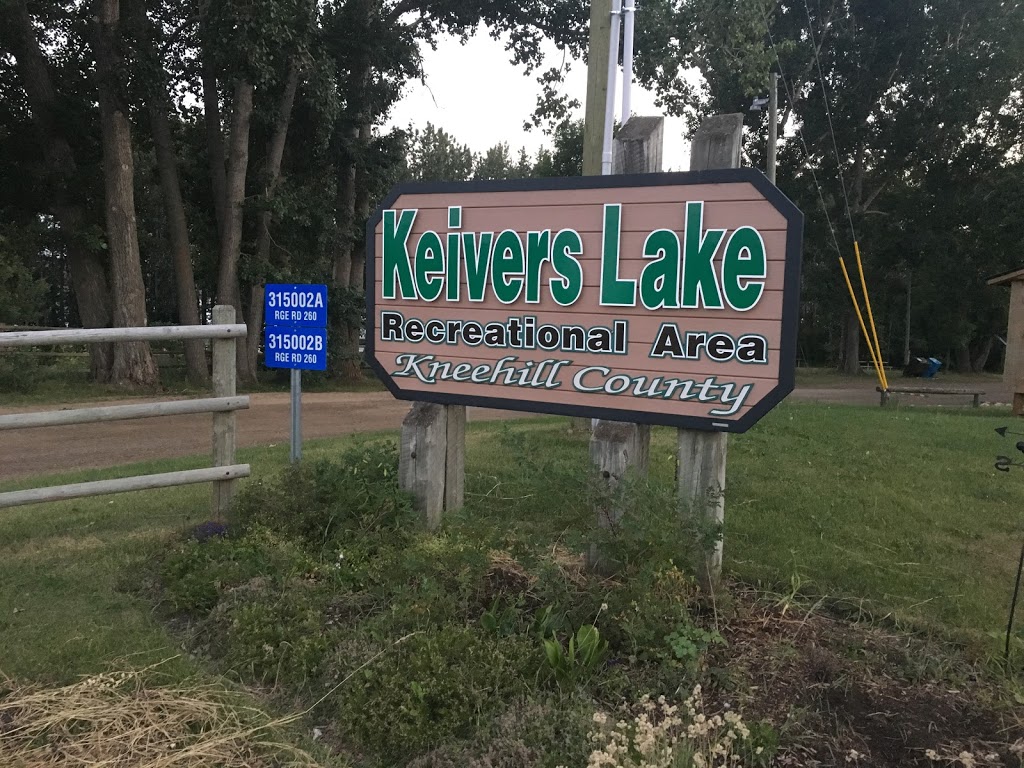 Keivers Lake
Recreational Area
Kneehill County
315002A
RGE RD 260
315002B
RGE RD 260